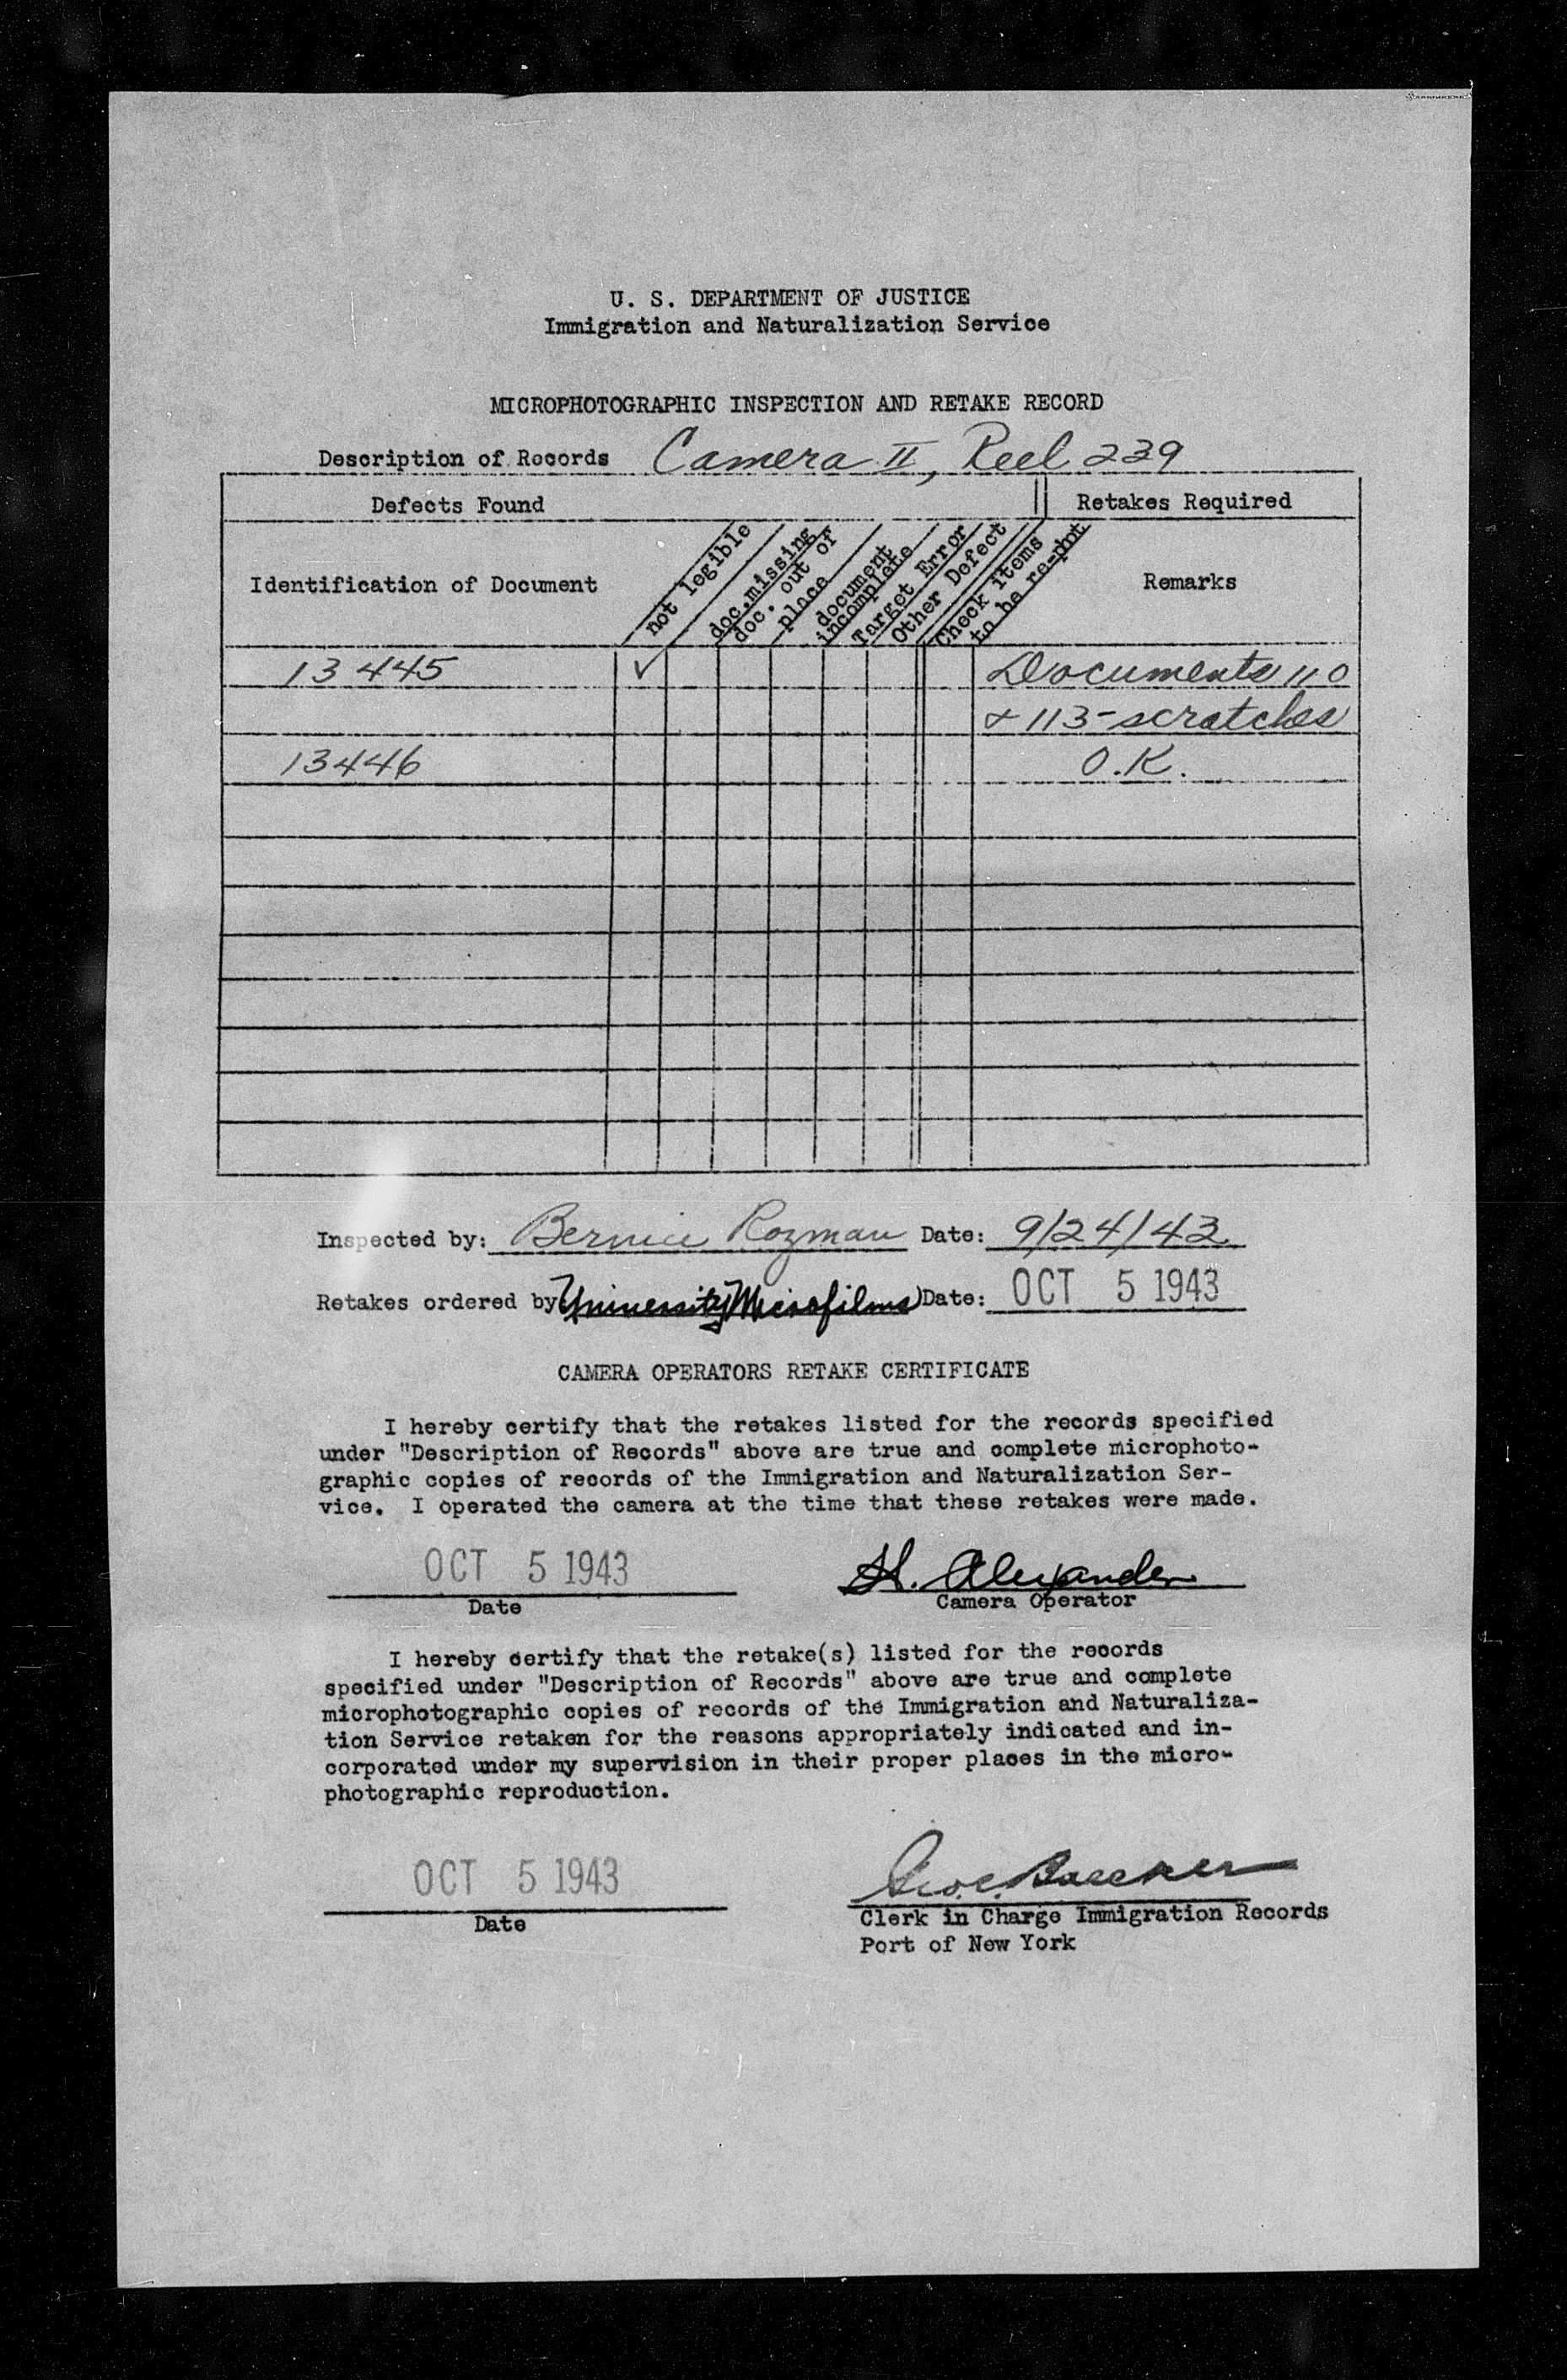 U. S. DEPARTMENT OF JUSTICE
Immigration and Naturalization Service
MICROPHOTOGRAPHIC INSPECTION AND RETAKE RECORD
Description of Records Camera II, Reel 239
Defects Found Retakes Required
Identification of Document not legible doc.missing doc. out of place document incomplete Target Error Other Defect Check items to be re-phot Remarks
13445 ✓ Documents 110
& 113-scratches
13446 O.K.
Inspected by: Bernice Rozman Date: 9/24/43
Retakes ordered by University Microfilms Date: OCT 5 1943
CAMERA OPERATORS RETAKE CERTIFICATE
I hereby certify that the retakes listed for the records specified
under "Description of Records" above are true and complete microphoto-
graphic copies of records of the Immigration and Naturalization Ser-
vice. I operated the camera at the time that these retakes were made.
OCT 5 1943 H. Alexander
Date Camera Operator
I hereby certify that the retake(s) listed for the records
specified under "Description of Records" above are true and complete
microphotographic copies of records of the Immigration and Naturaliza-
tion Service retaken for the reasons appropriately indicated and in-
corporated under my supervision in their proper places in the micro-
photographic reproduction.
OCT 5 1943
Date Clerk in Charge Immigration Records
Port of New York